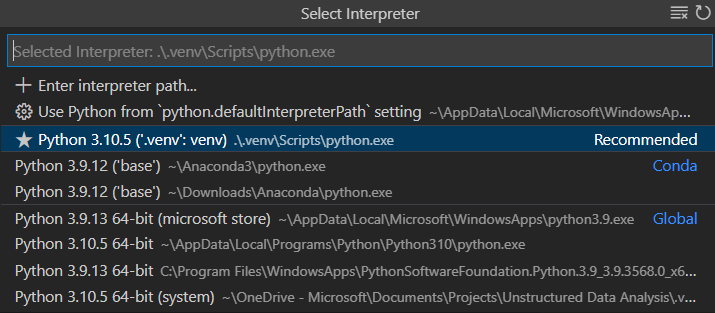 Select Interpreter
Selected Interpreter: .\.venv\Scripts\python.exe
+ Enter interpreter path...
Use Python from `python.defaultInterpreterPath` setting ~\AppData\Local\Microsoft\WindowsAp...
Python 3.10.5 ('.venv': venv) .\.venv\Scripts\python.exe Recommended
Python 3.9.12 ('base') ~\Anaconda3\python.exe Conda
Python 3.9.12 ('base') ~\Downloads\Anaconda\python.exe
Python 3.9.13 64-bit (microsoft store) ~\AppData\Local\Microsoft\WindowsApps\python3.9.exe Global
Python 3.10.5 64-bit ~\AppData\Local\Programs\Python\Python310\python.exe
Python 3.9.13 64-bit C:\Program Files\WindowsApps\PythonSoftwareFoundation.Python.3.9_3.9.3568.0_x6...
Python 3.10.5 64-bit (system) ~\OneDrive - Microsoft\Documents\Projects\Unstructured Data Analysis\.v...